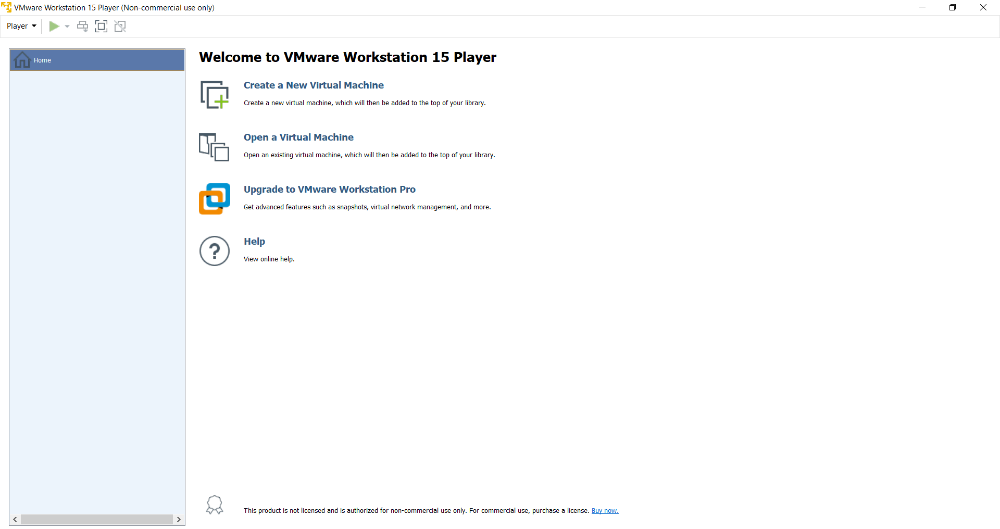 VMware Workstation 15 Player (Non-commercial use only)
Player
Home
Welcome to VMware Workstation 15 Player
Create a New Virtual Machine
Create a new virtual machine, which will then be added to the top of your library.
Open a Virtual Machine
Open an existing virtual machine, which will then be added to the top of your library.
Upgrade to VMware Workstation Pro
Get advanced features such as snapshots, virtual network management, and more.
?
Help
View online help.
This product is not licensed and is authorized for non-commercial use only. For commercial use, purchase a license. Buy now.